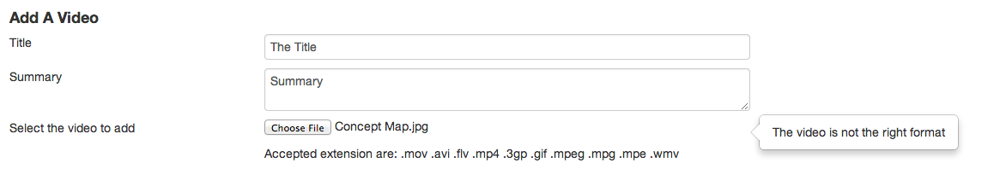 Add A Video
Title
The Title
Summary
Summary
Select the video to add
Choose File Concept Map.jpg
The video is not the right format
Accepted extension are: .mov .avi .flv .mp4 .3gp .gif .mpeg .mpg .mpe .wmv